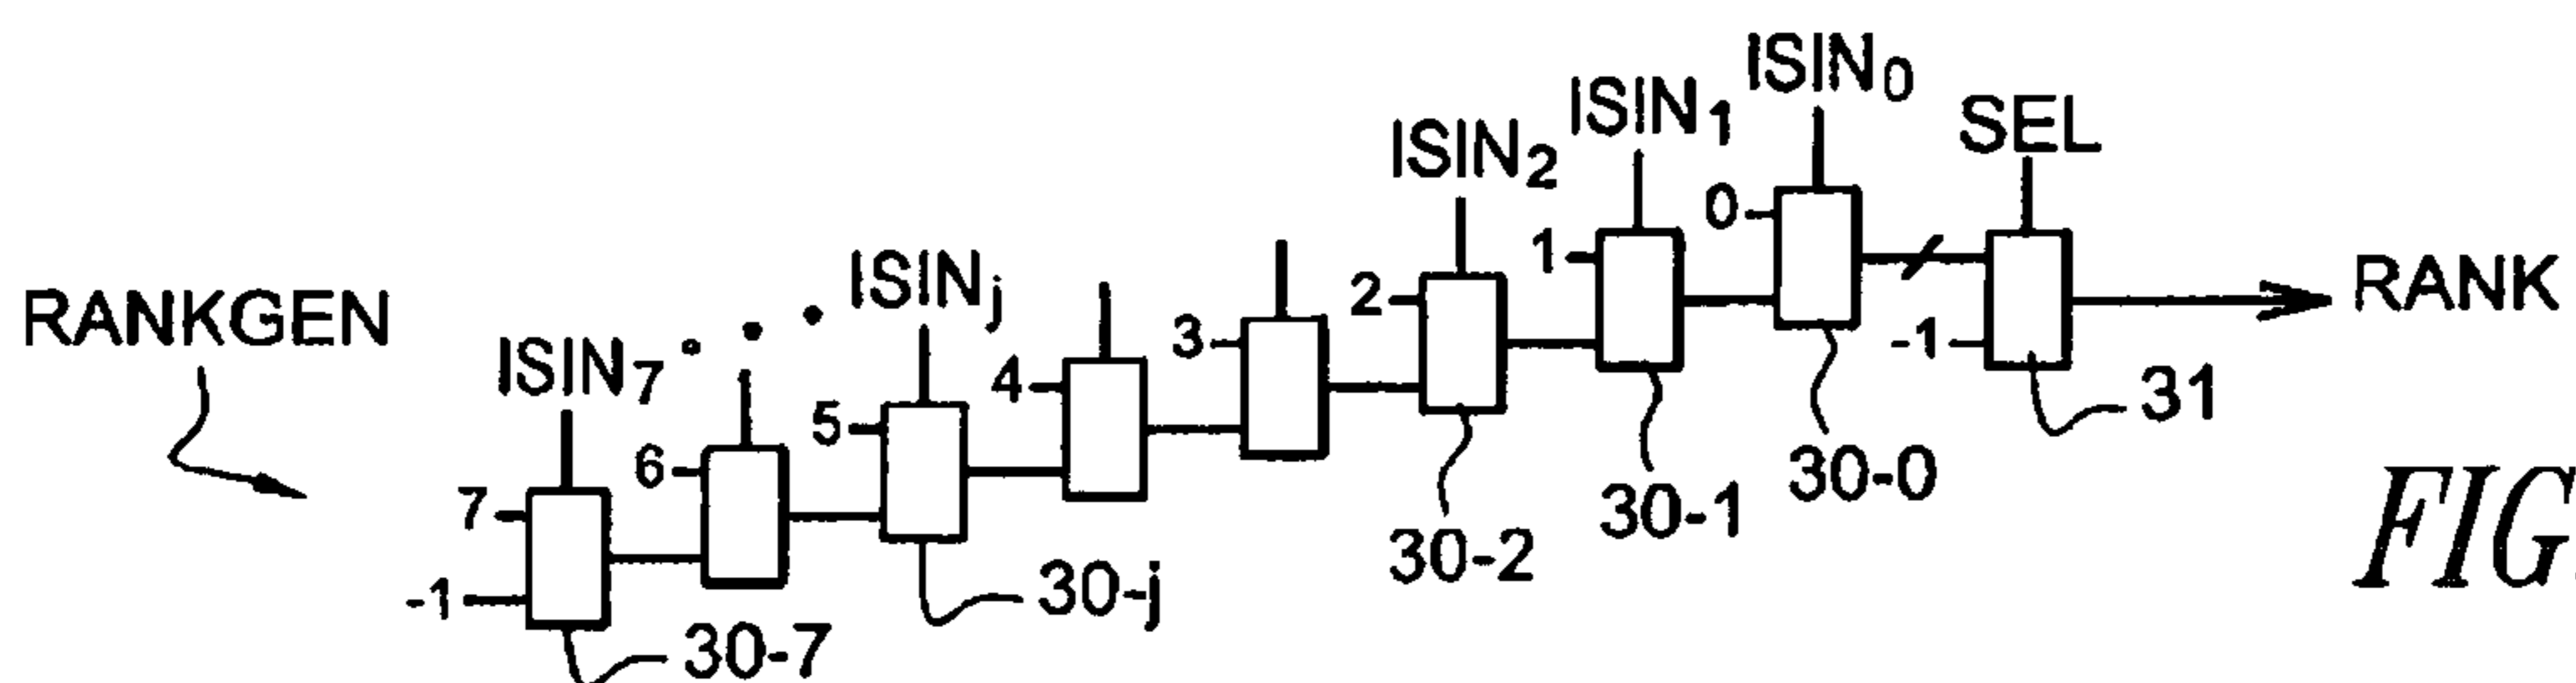 ISIN0
ISIN1
SEL
ISIN2
0
1
ISINj
2
RANKGEN
RANK
ISIN7
3
-1
4
31
5
6
30-0
7
30-1
30-2
-1
30-j
30-7
FIG